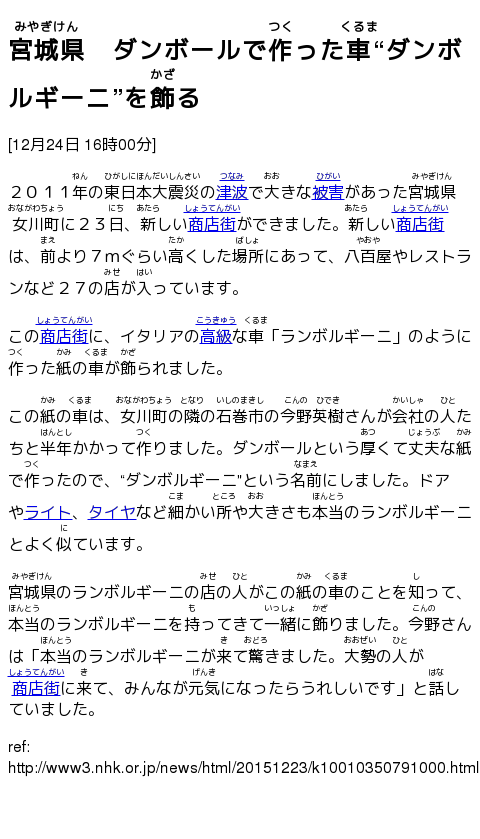 宮城県　ダンボールで作った車“ダンボ
ルギーニ”を飾る
[12月24日 16時00分]
２０１１年の東日本大震災の津波で大きな被害があった宮城県
女川町に２３日、新しい商店街ができました。新しい商店街
は、前より７ｍぐらい高くした場所にあって、八百屋やレストラ
ンなど２７の店が入っています。
この商店街に、イタリアの高級な車「ランボルギーニ」のように
作った紙の車が飾られました。
この紙の車は、女川町の隣の石巻市の今野英樹さんが会社の人た
ちと半年かかって作りました。ダンボールという厚くて丈夫な紙
で作ったので、“ダンボルギーニ”という名前にしました。ドア
やライト、タイヤなど細かい所や大きさも本当のランボルギーニ
とよく似ています。
宮城県のランボルギーニの店の人がこの紙の車のことを知って、
本当のランボルギーニを持ってきて一緒に飾りました。今野さん
は「本当のランボルギーニが来て驚きました。大勢の人が
商店街に来て、みんなが元気になったらうれしいです」と話し
ていました。
ref:
http://www3.nhk.or.jp/news/html/20151223/k10010350791000.html